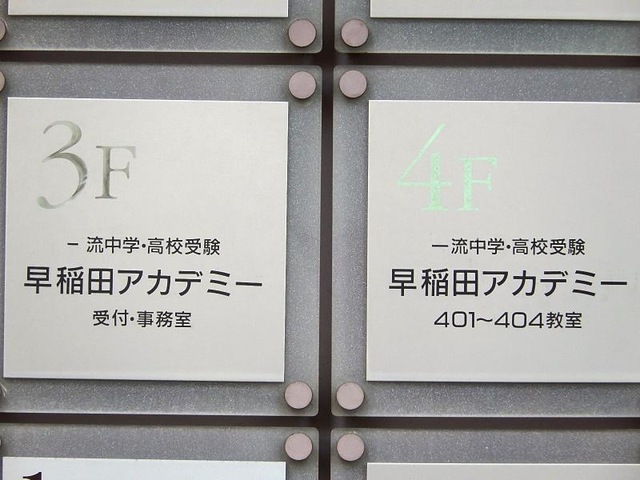 3F
一流中学・高校受験
早稲田アカデミー
受付・事務室
4F
一流中学・高校受験
早稲田アカデミー
401〜404教室